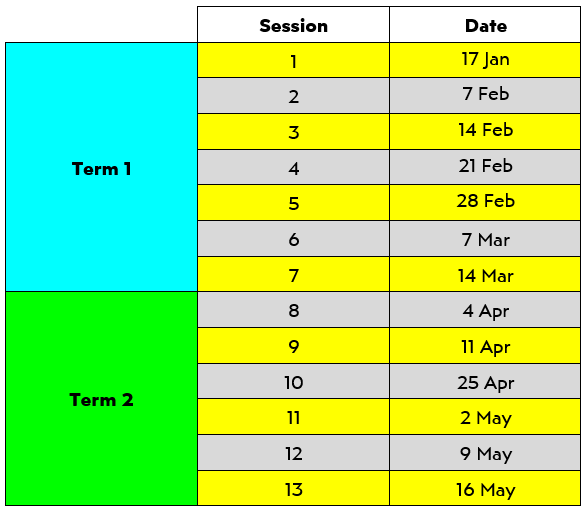 Session Date
1 17 Jan
2 7 Feb
3 14 Feb
Term 1 4 21 Feb
5 28 Feb
6 7 Mar
7 14 Mar
8 4 Apr
9 11 Apr
10 25 Apr
Term 2 11 2 May
12 9 May
13 16 May